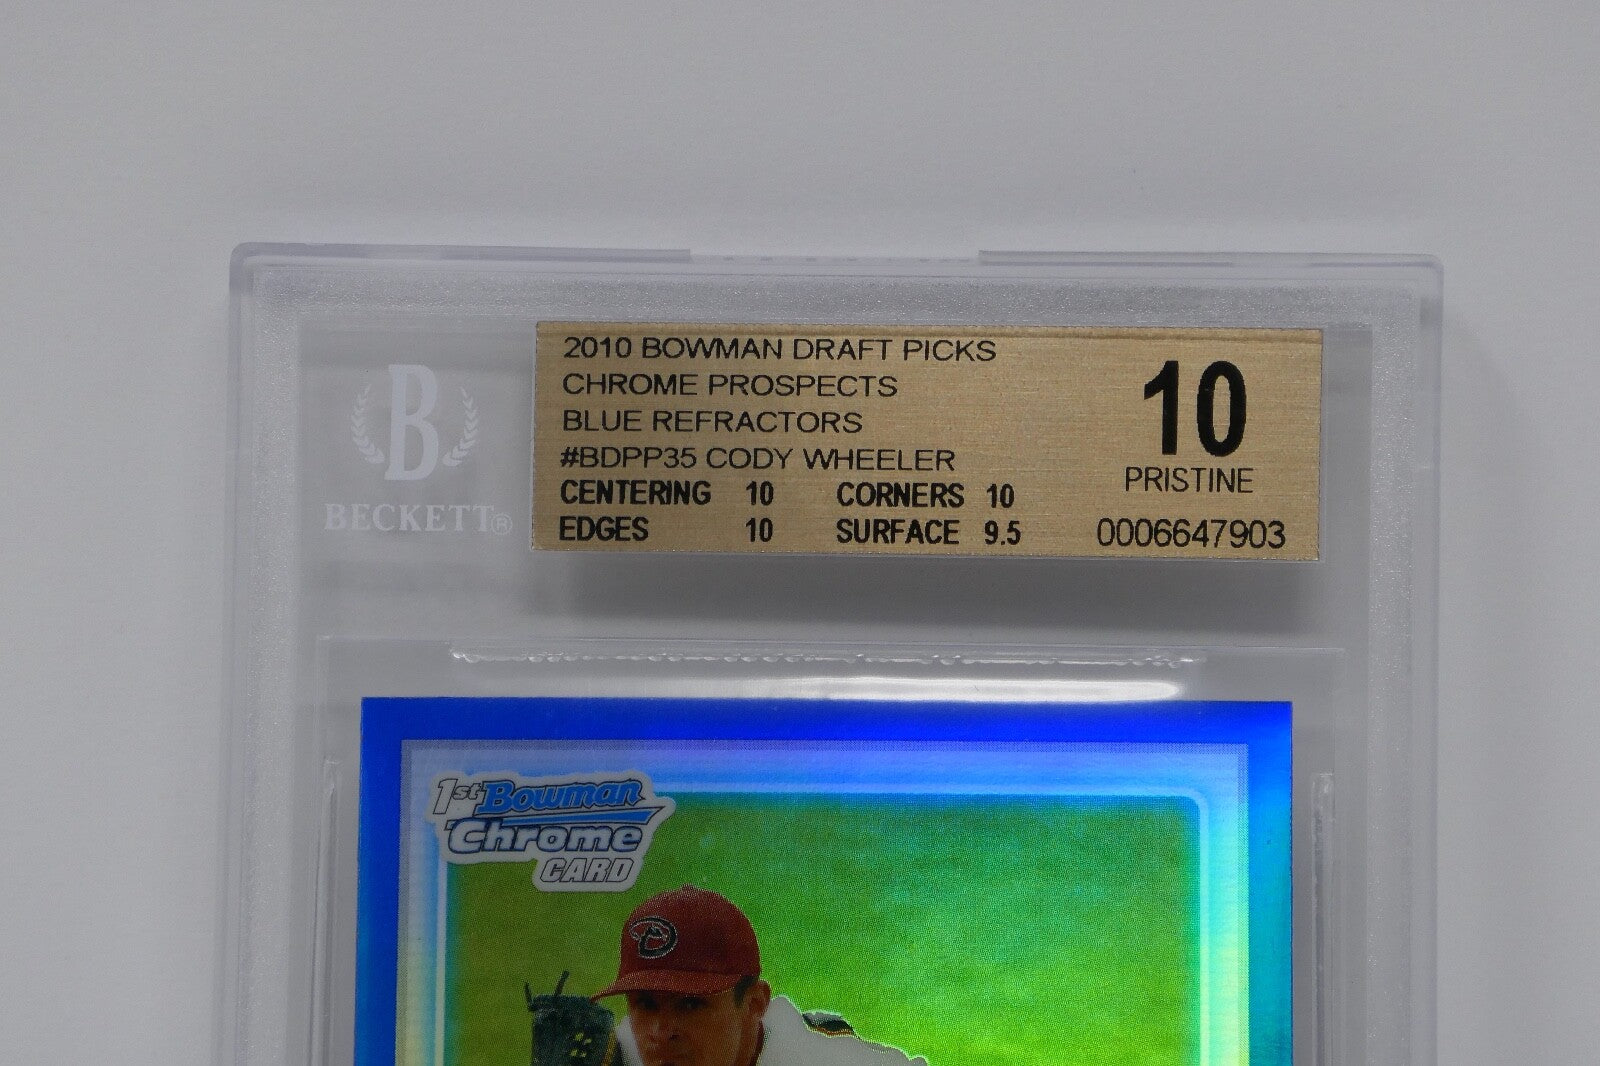 2010 BOWMAN DRAFT PICKS
CHROME PROSPECTS
BLUE REFRACTORS
#BDPP35 CODY WHEELER
CENTERING 10 CORNERS 10
EDGES 10 SURFACE 9.5
10
PRISTINE
0006647903
B
BECKETT®
1st Bowman
Chrome
CARD
D